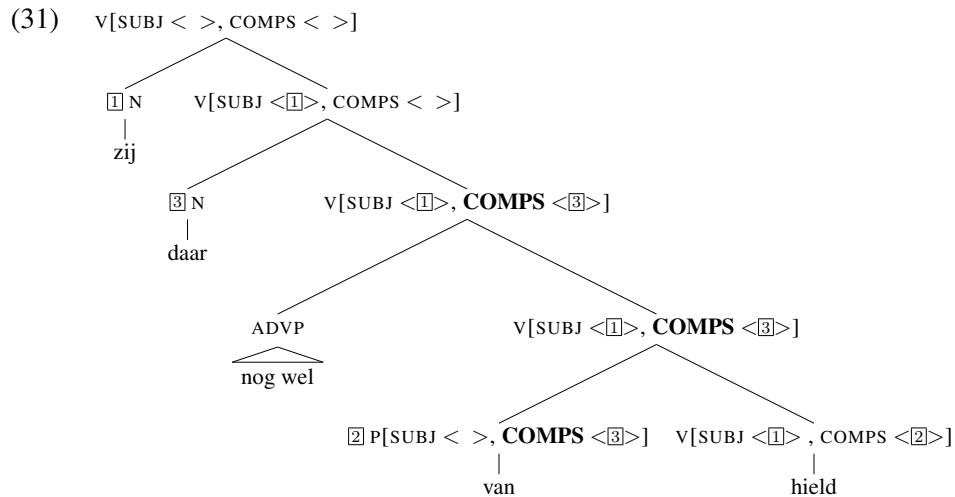 (31) V[SUBJ < >, COMPS < >]
1 N V[SUBJ <1>, COMPS < >]
zij
3 N V[SUBJ <1>, COMPS <3>]
daar
ADVP V[SUBJ <1>, COMPS <3>]
nog wel
2 P[SUBJ < >, COMPS <3>] V[SUBJ <1> , COMPS <2>]
van hield